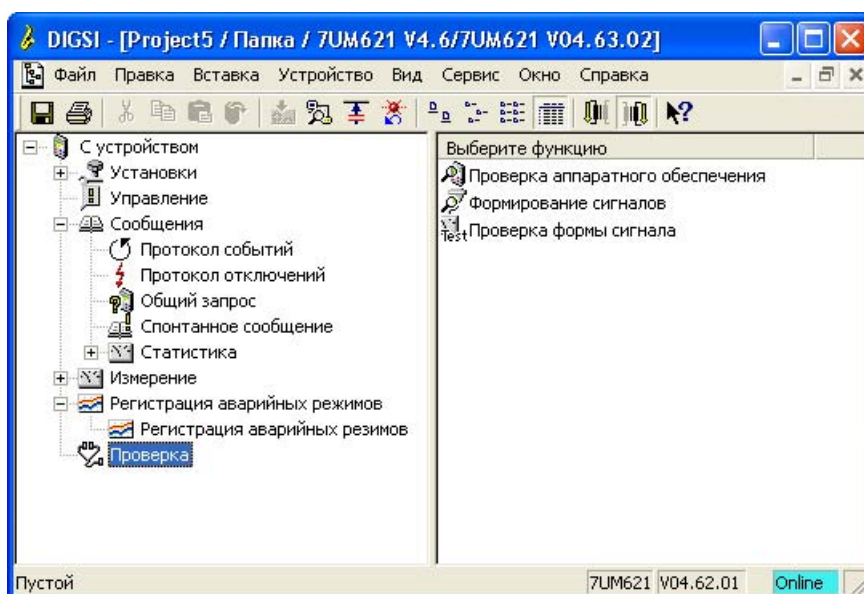 DIGSI - [Project5 / Папка / 7UM621 V4.6/7UM621 V04.63.02]
Файл Правка Вставка Устройство Вид Сервис Окно Справка
С устройством
Установки
Управление
Сообщения
Протокол событий
Протокол отключений
Общий запрос
Спонтанное сообщение
Статистика
Измерение
Регистрация аварийных режимов
Регистрация аварийных резимов
Проверка
Выберите функцию
Проверка аппаратного обеспечения
Формирование сигналов
Test Проверка формы сигнала
Пустой
7UM621 V04.62.01 Online